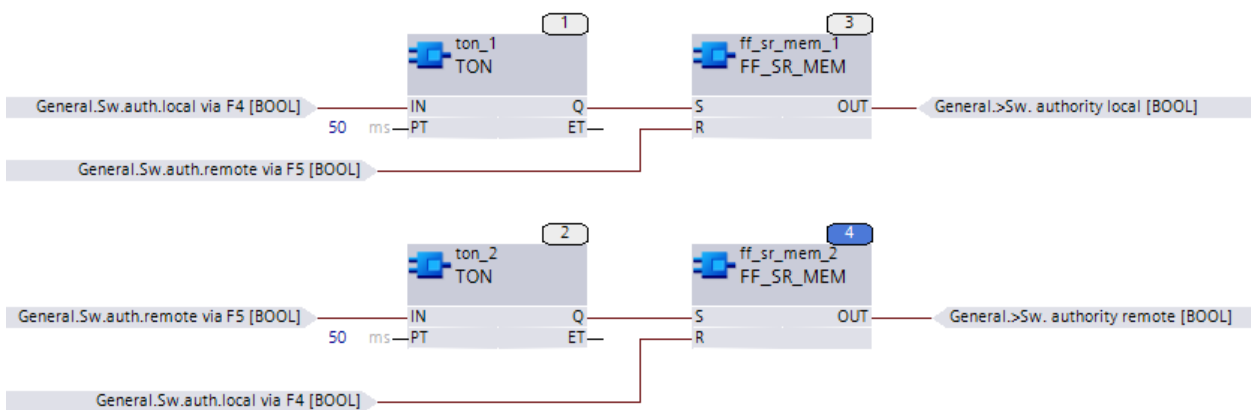 1
ton_1
TON
3
ff_sr_mem_1
FF_SR_MEM
General.Sw.auth.local via F4 [BOOL]
IN
Q
S
OUT
General.>Sw. authority local [BOOL]
50 ms
PT
ET
R
General.Sw.auth.remote via F5 [BOOL]
2
ton_2
TON
4
ff_sr_mem_2
FF_SR_MEM
General.Sw.auth.remote via F5 [BOOL]
IN
Q
S
OUT
General.>Sw. authority remote [BOOL]
50 ms
PT
ET
R
General.Sw.auth.local via F4 [BOOL]